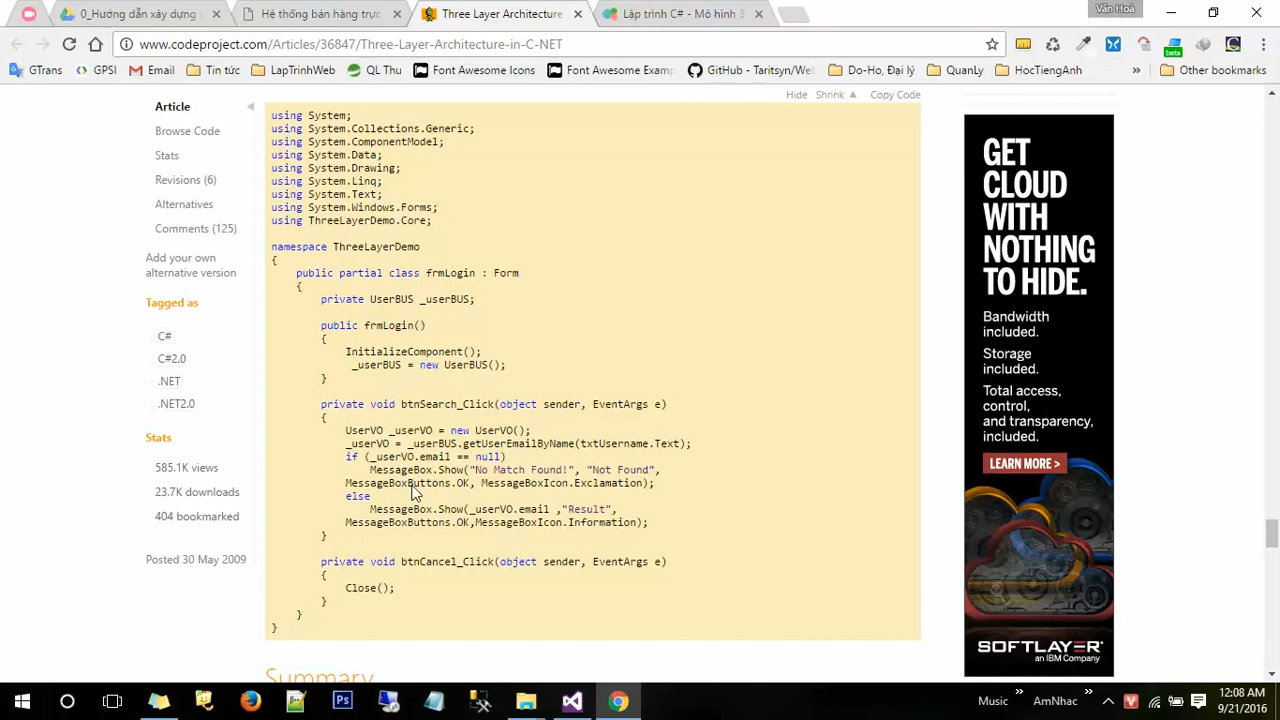 0_Hướng dẫn xây dựng
Hệ thống bán hàng trực
Three Layer Architecture
Lập trình C# - Mô hình 3
Văn Hoà
www.codeproject.com/Articles/36847/Three-Layer-Architecture-in-C-NET
beta
GTrans
GPSI
Email
Tin tức
LapTrinhWeb
QL Thu
Font Awesome Icons
Font Awesome Examp
GitHub - Taritsyn/Web
Do-Ho, Đại lý
QuanLy
HocTiengAnh
»
Other bookmarks
Article
Browse Code
Stats
Revisions (6)
Alternatives
Comments (125)
Add your own
alternative version
Tagged as
C#
C#2.0
.NET
.NET2.0
Stats
585.1K views
23.7K downloads
404 bookmarked
Posted 30 May 2009
Hide Shrink ▲ Copy Code
using System;
using System.Collections.Generic;
using System.ComponentModel;
using System.Data;
using System.Drawing;
using System.Linq;
using System.Text;
using System.Windows.Forms;
using ThreeLayerDemo.Core;
namespace ThreeLayerDemo
{
public partial class frmLogin : Form
{
private UserBUS _userBUS;
public frmLogin()
{
InitializeComponent();
_userBUS = new UserBUS();
}
private void btnSearch_Click(object sender, EventArgs e)
{
UserVO _userVO = new UserVO();
_userVO = _userBUS.getUserEmailByName(txtUsername.Text);
if (_userVO.email == null)
MessageBox.Show("No Match Found!", "Not Found",
MessageBoxButtons.OK, MessageBoxIcon.Exclamation);
else
MessageBox.Show(_userVO.email ,"Result",
MessageBoxButtons.OK,MessageBoxIcon.Information);
}
private void btnCancel_Click(object sender, EventArgs e)
{
Close();
}
}
}
Summary
GET
CLOUD
WITH
NOTHING
TO HIDE.
Bandwidth
included.
Storage
included.
Total access,
control,
and transparency,
included.
LEARN MORE >
SOFTLAYER
an IBM Company
Music »
AmNhac »
12:08 AM
9/21/2016